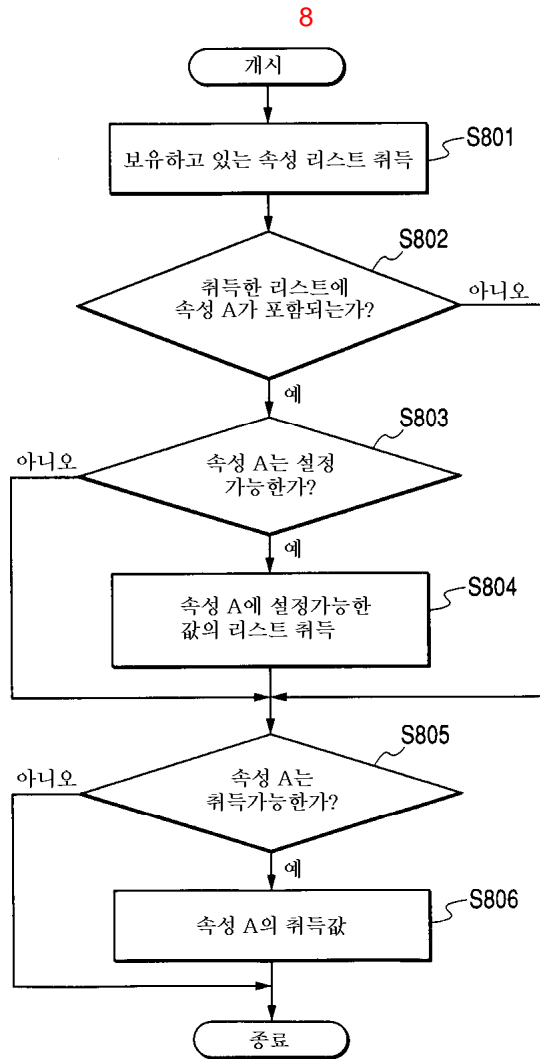 8
개시
보유하고 있는 속성 리스트 취득
S801
S802
취득한 리스트에
속성 A가 포함되는가?
아니오
예
S803
아니오
속성 A는 설정
가능한가?
예
S804
속성 A에 설정가능한
값의 리스트 취득
S805
아니오
속성 A는
취득가능한가?
예
S806
속성 A의 취득값
종료